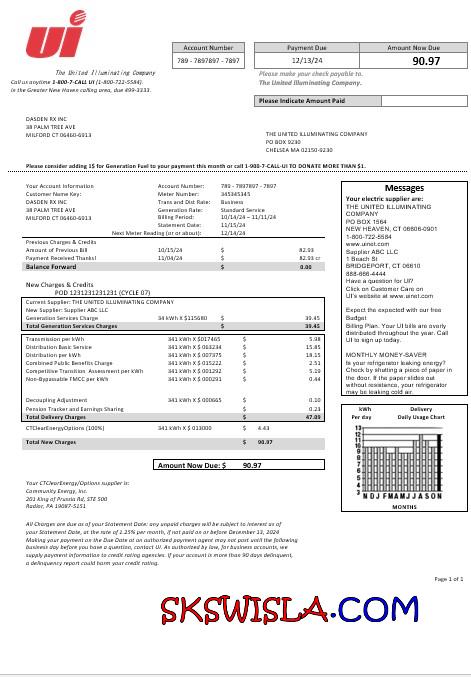 ui
The United Illuminating Company
Call us anytime 1-800-7-CALL UI (1-800-722-5584).
in the Greater New Haven calling area, due 499-3333.
Account Number
789 - 7897897 - 7897
Payment Due
Amount Now Due
12/13/24
90.97
Please make your check payable to.
The United Illuminating Company.
Please Indicate Amount Paid
DASDEN RX INC
38 PALM TREE AVE
MILFORD CT 06460-6913
THE UNITED ILLUMINATING COMPANY
PO BOX 9230
CHELSEA MA 02150-9230
Please consider adding 1$ for Generation Fuel to your payment this month or call 1-900-7-CALL-UI TO DONATE MORE THAN $1.
Your Account Information
Account Number: 789 - 7897897 - 7897
Customer Name Key:
Meter Number: 345345345
DASDEN RX INC
Trans and Dist Rate: Business
38 PALM TREE AVE
Generation Rate: Standard Service
MILFORD CT 06460-6913
Billing Period: 10/14/24 – 11/11/24
Statement Date: 11/15/24
Next Meter Reading (or or about): 12/14/24
Previous Charges & Credits
Amount of Previous Bill 10/15/24 $ 82.93
Payment Received Thanks! 11/04/24 $ 82.93 cr
Balance Forward $ 0.00
New Charges & Credits
POD 1231231231231 (CYCLE 07)
Current Supplier: THE UNITED ILLUMINATING COMPANY
New Supplier: Supplier ABC LLC
Generation Services Charge 34 kWh X $115680 $ 39.45
Total Generation Services Charges $ 39.45
Transmission per kWh 341 kWh X $017465 $ 5.98
Distribution Basic Service 341 kWh X $ 063234 $ 15.85
Distribution per kWh 341 kWh X $ 007375 $ 18.15
Combined Public Benefits Charge 341 kWh X $ 035222 $ 2.51
Competitive Transition Assessment per kWh 341 kWh X $ 001292 $ 5.19
Non-Bypassable FMCC per kWh 341 kWh X $ 000291 $ 0.44
Decoupling Adjustment 341 kWh X $ 000665 $ 0.10
Pension Tracker and Earnings Sharing $ 0.23
Total Delivery Charges $ 47.09
CTClearEnergyOptions (100%) 341 kWh X $ 013000 $ 4.43
Total New Charges $ 90.97
Amount Now Due: $ 90.97
Your CTClearEnergy/Options supplier is:
Community Energy, Inc.
201 King of Prussia Rd, STE 500
Radlor, PA 19087-5151
All Charges are due as of your Statement Date: any unpaid charges will be subject to interest as of
your Statement Date, at the rate of 1.25% per month, if not paid on or before December 13, 2024
Making your payment on the Due Date at an authorized payment agent may not post until the following
business day before you have a question, contact UI. As authorized by law, for business accounts, we
supply payment information to credit rating agencies. If your account is more than 90 days delinquent,
a delinquency report could harm your credit rating.
Messages
Your electric supplier are:
THE UNITED ILLUMINATING
COMPANY
PO BOX 1564
NEW HEAVEN, CT 06606-0901
1-800-722-5584
www.uinet.com
Supplier ABC LLC
1 Beach St
BRIDGEPORT, CT 06610
888-666-4444
Have a question for UI?
Click on Customer Care on
UI's website at www.uinet.com
Expect the expected with our free
Budget
Billing Plan. Your UI bills are overly
distributed throughout the year. Call
UI to sign up today.
MONTHLY MONEY-SAVER
Is your refrigerator leaking energy?
Check by shutting a piece of paper in
the door. If the paper slides out
without resistance, your refrigerator
may be leaking cold air.
kWh
Per day
Delivery
Daily Usage Chart
13
12
11
10
9
8
7
6
5
4
3
2
1
N D J F M A M J J A S O N
MONTHS
Page 1 of 1
SKSWISLA.COM